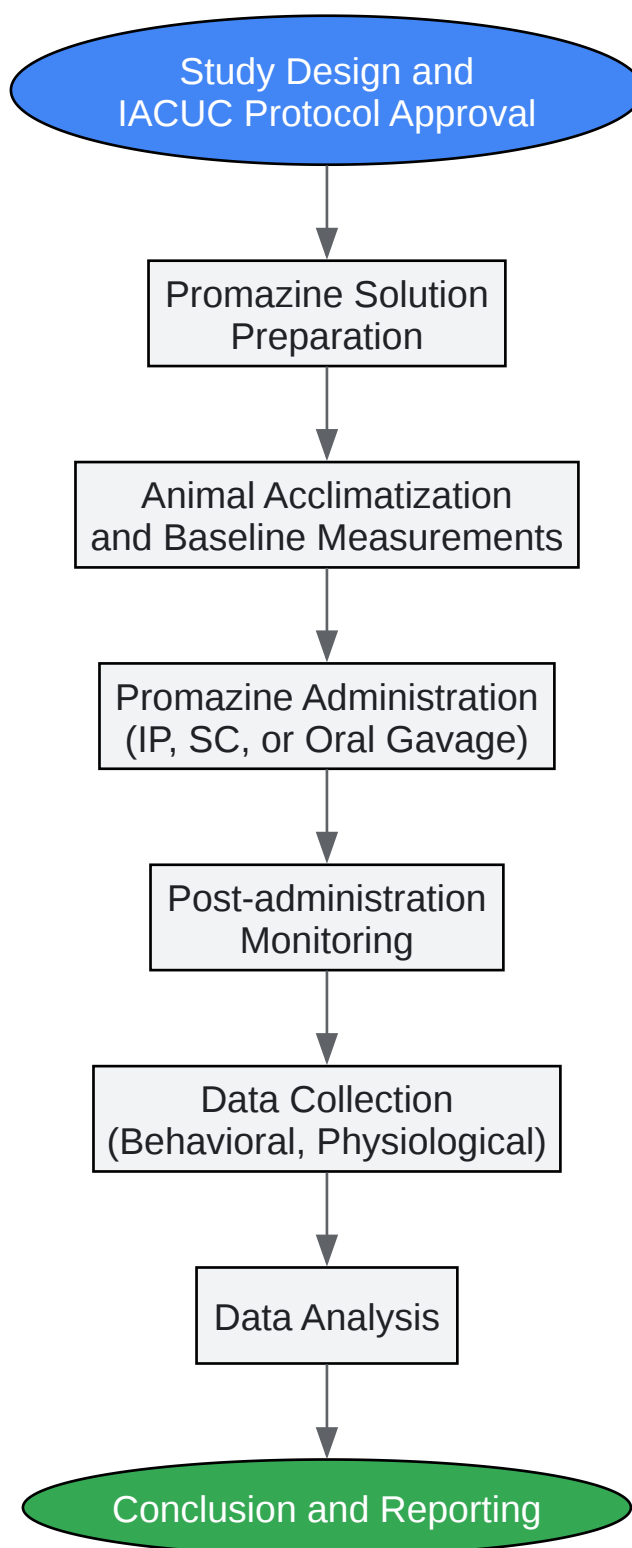 Study Design and
IACUC Protocol Approval
Promazine Solution
Preparation
Animal Acclimatization
and Baseline Measurements
Promazine Administration
(IP, SC, or Oral Gavage)
Post-administration
Monitoring
Data Collection
(Behavioral, Physiological)
Data Analysis
Conclusion and Reporting